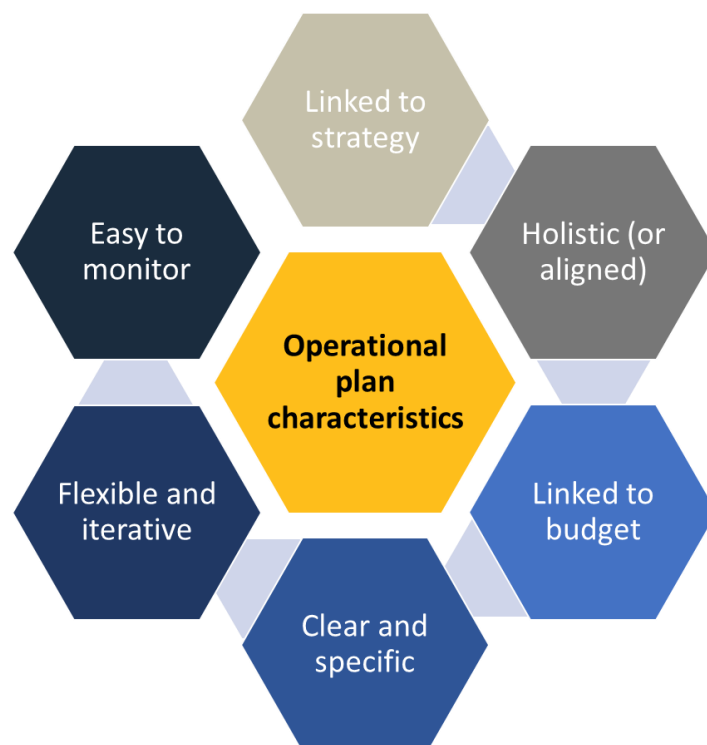 Linked to
strategy
Holistic (or
aligned)
Linked to
budget
Clear and
specific
Flexible and
iterative
Easy to
monitor
Operational
plan
characteristics